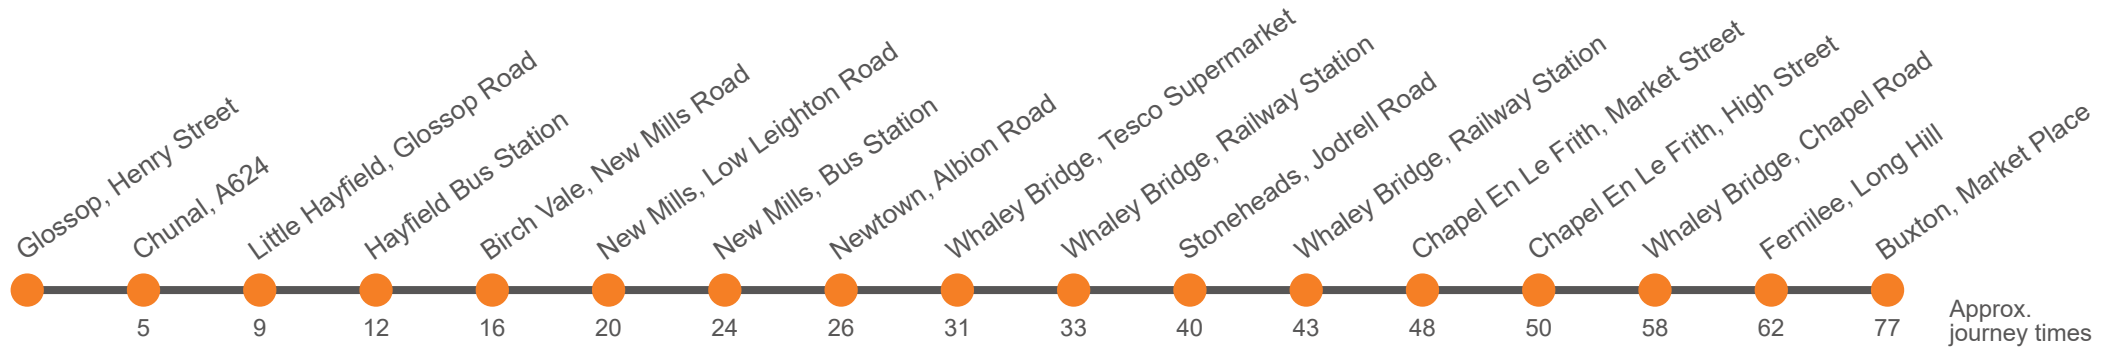 Glossop, Henry Street
Chunal, A624
Little Hayfield, Glossop Road
Hayfield Bus Station
Birch Vale, New Mills Road
New Mills, Low Leighton Road
New Mills, Bus Station
Newtown, Albion Road
Whaley Bridge, Tesco Supermarket
Whaley Bridge, Railway Station
Stoneheads, Jodrell Road
Whaley Bridge, Railway Station
Chapel En Le Frith, Market Street
Chapel En Le Frith, High Street
Whaley Bridge, Chapel Road
Fernilee, Long Hill
Buxton, Market Place
5 9 12 16 20 24 26 31 33 40 43 48 50 58 62 77
Approx.
journey times